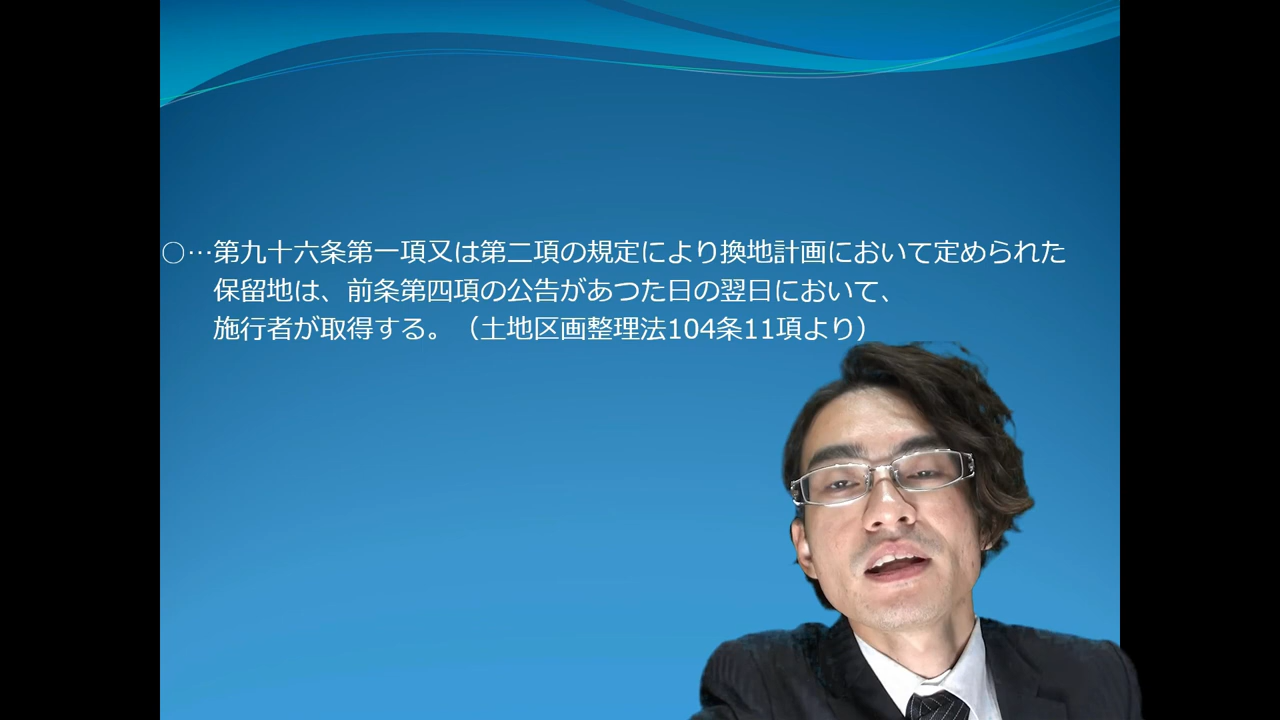 ○…第九十六条第一項又は第二項の規定により換地計画において定められた
保留地は、前条第四項の公告があつた日の翌日において、
施行者が取得する。（土地区画整理法104条11項より）